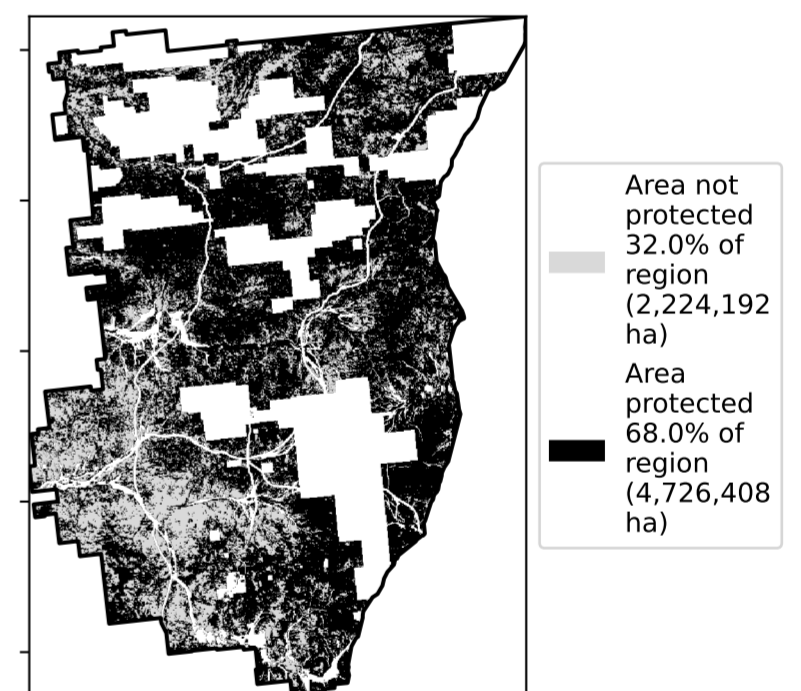 Area not
protected
32.0% of
region
(2,224,192
ha)
Area
protected
68.0% of
region
(4,726,408
ha)